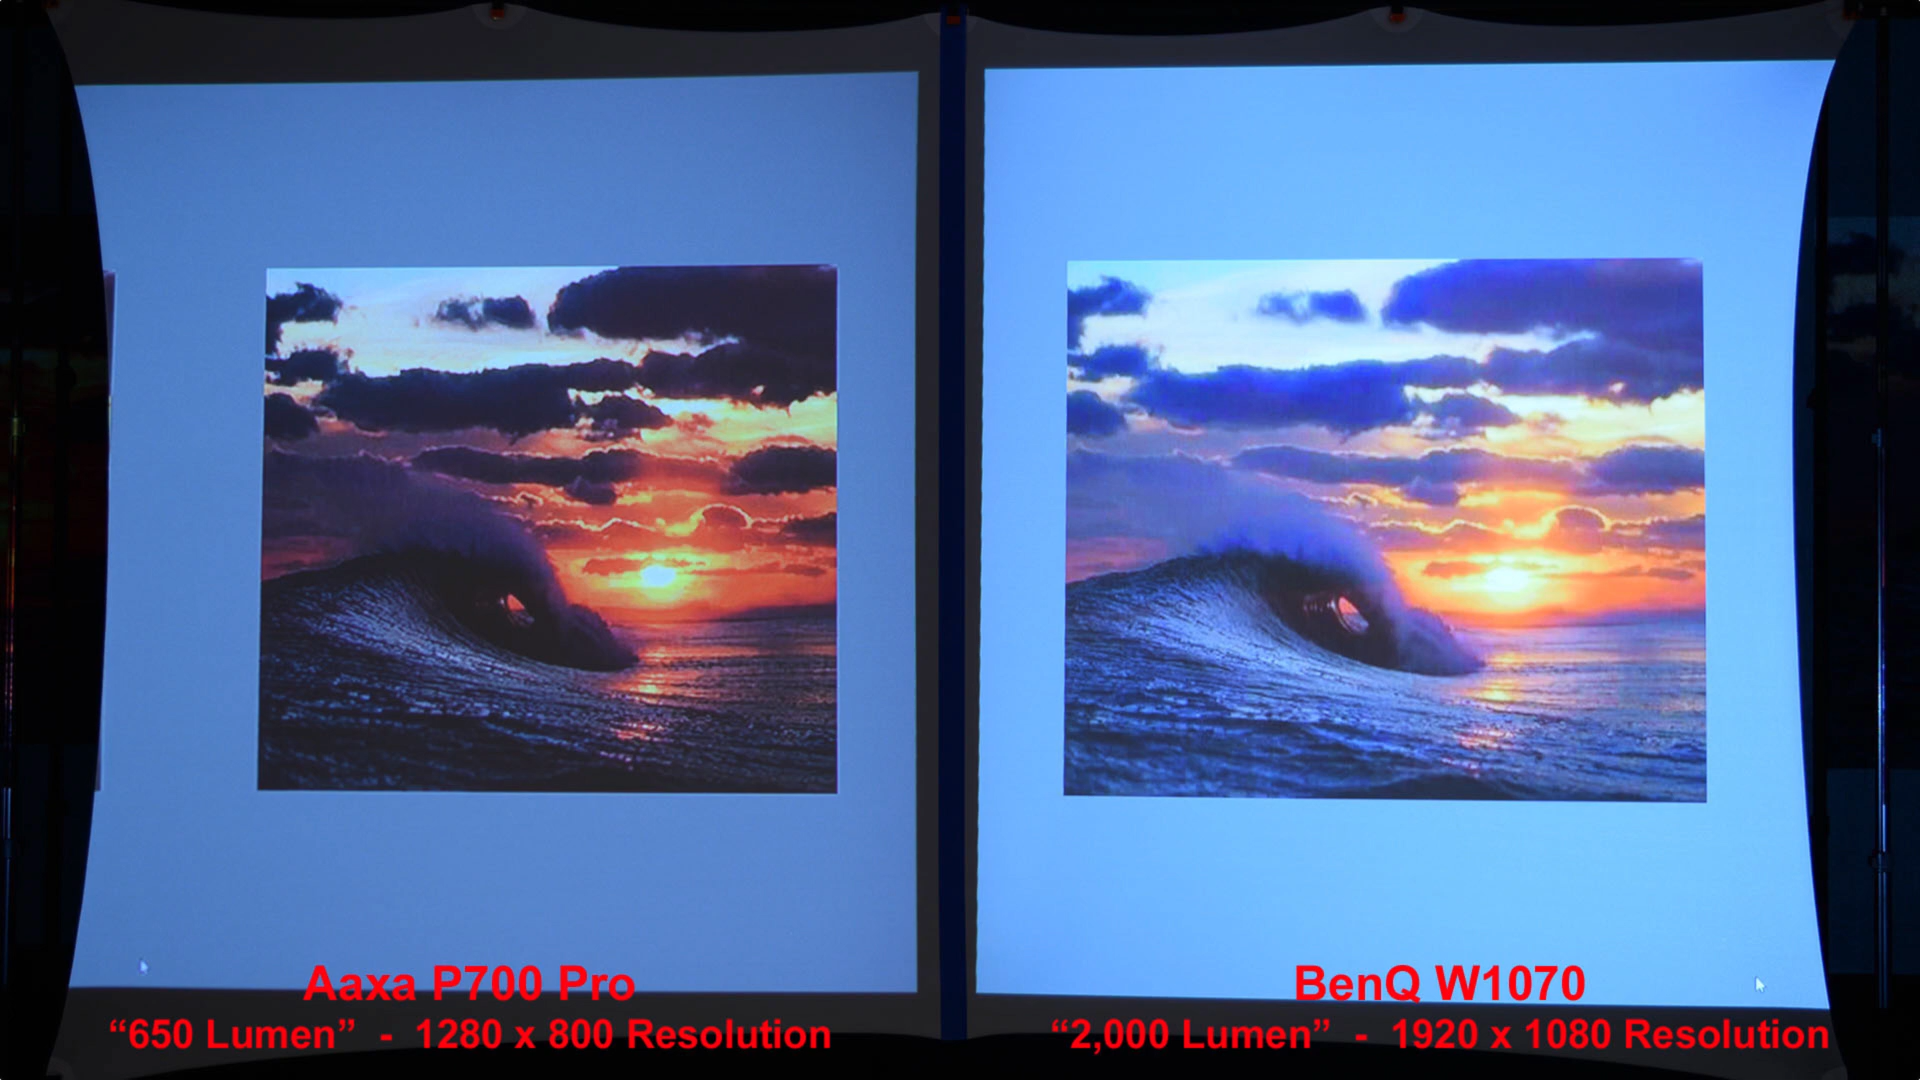 Aaxa P700 Pro
“650 Lumen” - 1280 x 800 Resolution
BenQ W1070
“2,000 Lumen” - 1920 x 1080 Resolution